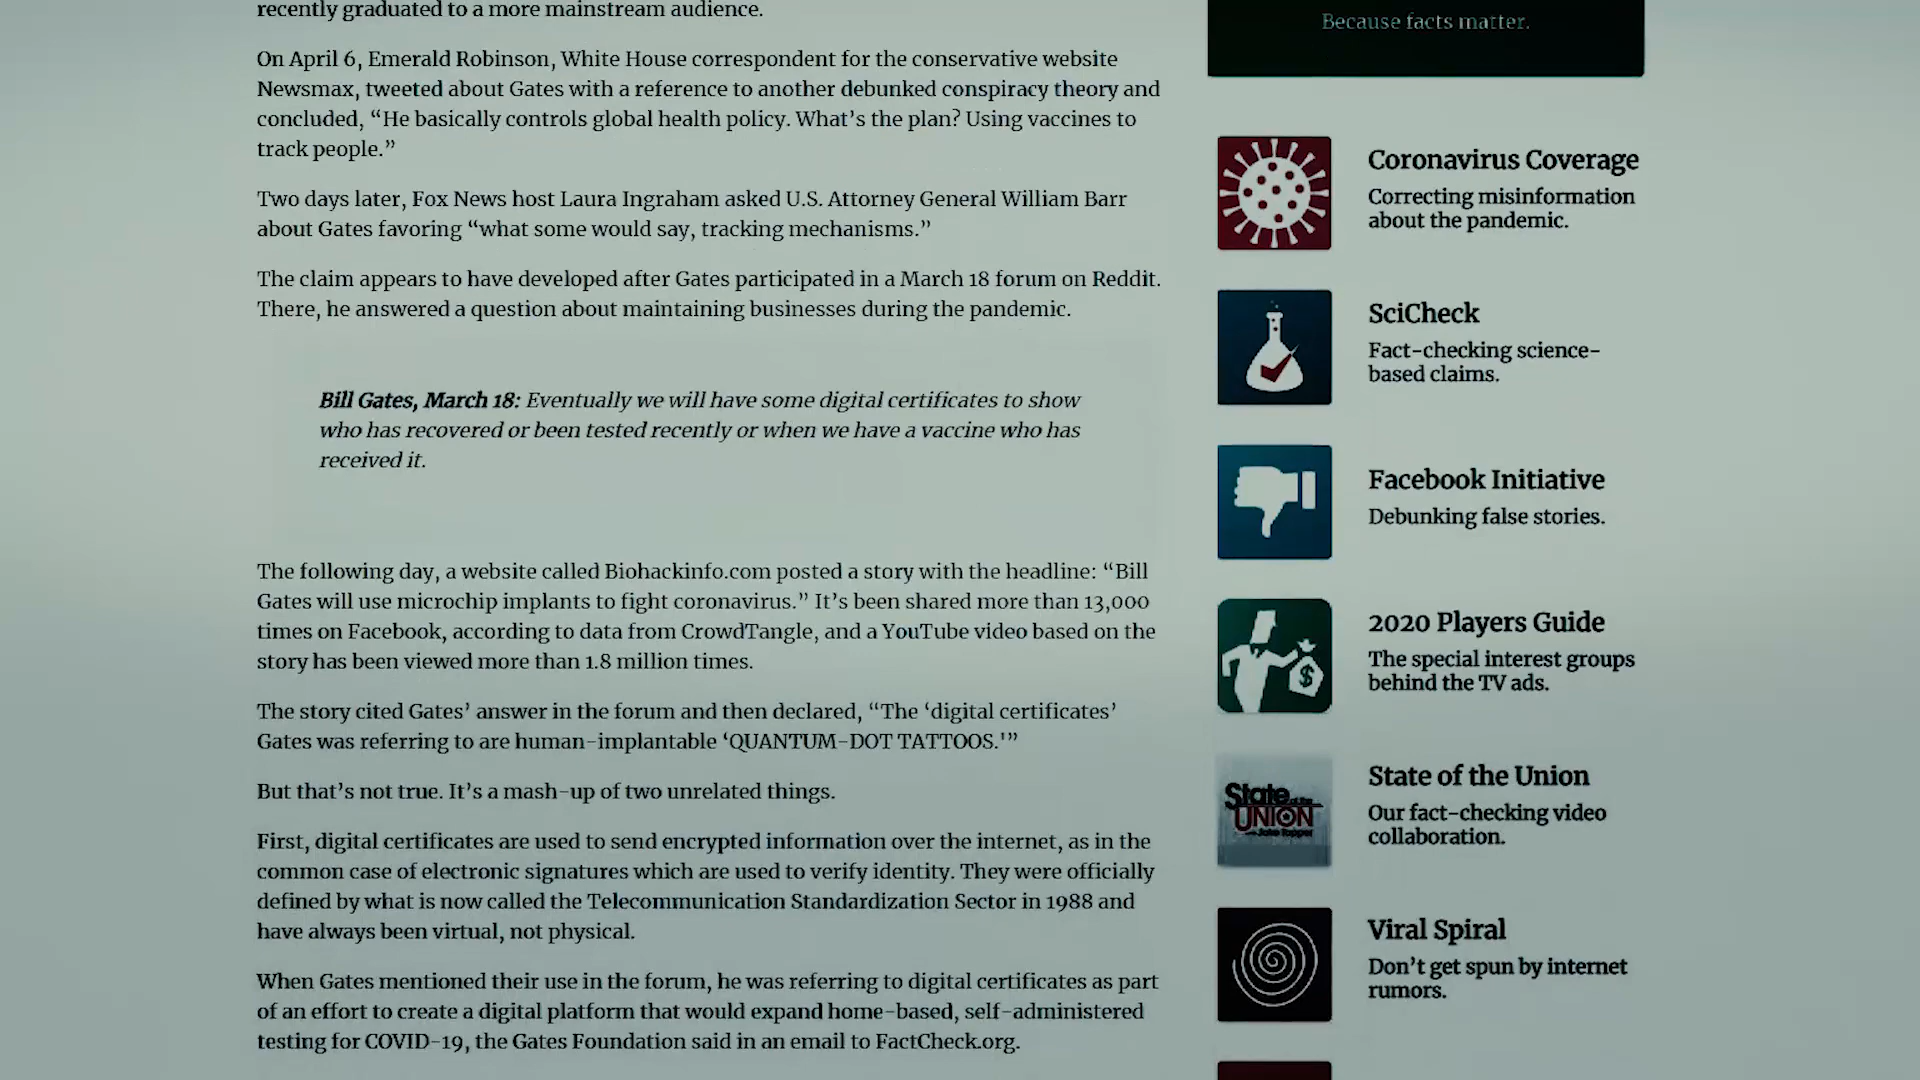 recently graduated to a more mainstream audience.
On April 6, Emerald Robinson, White House correspondent for the conservative website
Newsmax, tweeted about Gates with a reference to another debunked conspiracy theory and
concluded, “He basically controls global health policy. What’s the plan? Using vaccines to
track people.”
Two days later, Fox News host Laura Ingraham asked U.S. Attorney General William Barr
about Gates favoring “what some would say, tracking mechanisms.”
The claim appears to have developed after Gates participated in a March 18 forum on Reddit.
There, he answered a question about maintaining businesses during the pandemic.
Bill Gates, March 18: Eventually we will have some digital certificates to show
who has recovered or been tested recently or when we have a vaccine who has
received it.
The following day, a website called Biohackinfo.com posted a story with the headline: “Bill
Gates will use microchip implants to fight coronavirus.” It’s been shared more than 13,000
times on Facebook, according to data from CrowdTangle, and a YouTube video based on the
story has been viewed more than 1.8 million times.
The story cited Gates’ answer in the forum and then declared, “The ‘digital certificates’
Gates was referring to are human-implantable ‘QUANTUM-DOT TATTOOS.'”
But that’s not true. It’s a mash-up of two unrelated things.
First, digital certificates are used to send encrypted information over the internet, as in the
common case of electronic signatures which are used to verify identity. They were officially
defined by what is now called the Telecommunication Standardization Sector in 1988 and
have always been virtual, not physical.
When Gates mentioned their use in the forum, he was referring to digital certificates as part
of an effort to create a digital platform that would expand home-based, self-administered
testing for COVID-19, the Gates Foundation said in an email to FactCheck.org.
Because facts matter.
Coronavirus Coverage
Correcting misinformation
about the pandemic.
SciCheck
Fact-checking science-
based claims.
Facebook Initiative
Debunking false stories.
2020 Players Guide
The special interest groups
behind the TV ads.
$
State of the
UNION
with Jake Tapper
State of the Union
Our fact-checking video
collaboration.
Viral Spiral
Don’t get spun by internet
rumors.